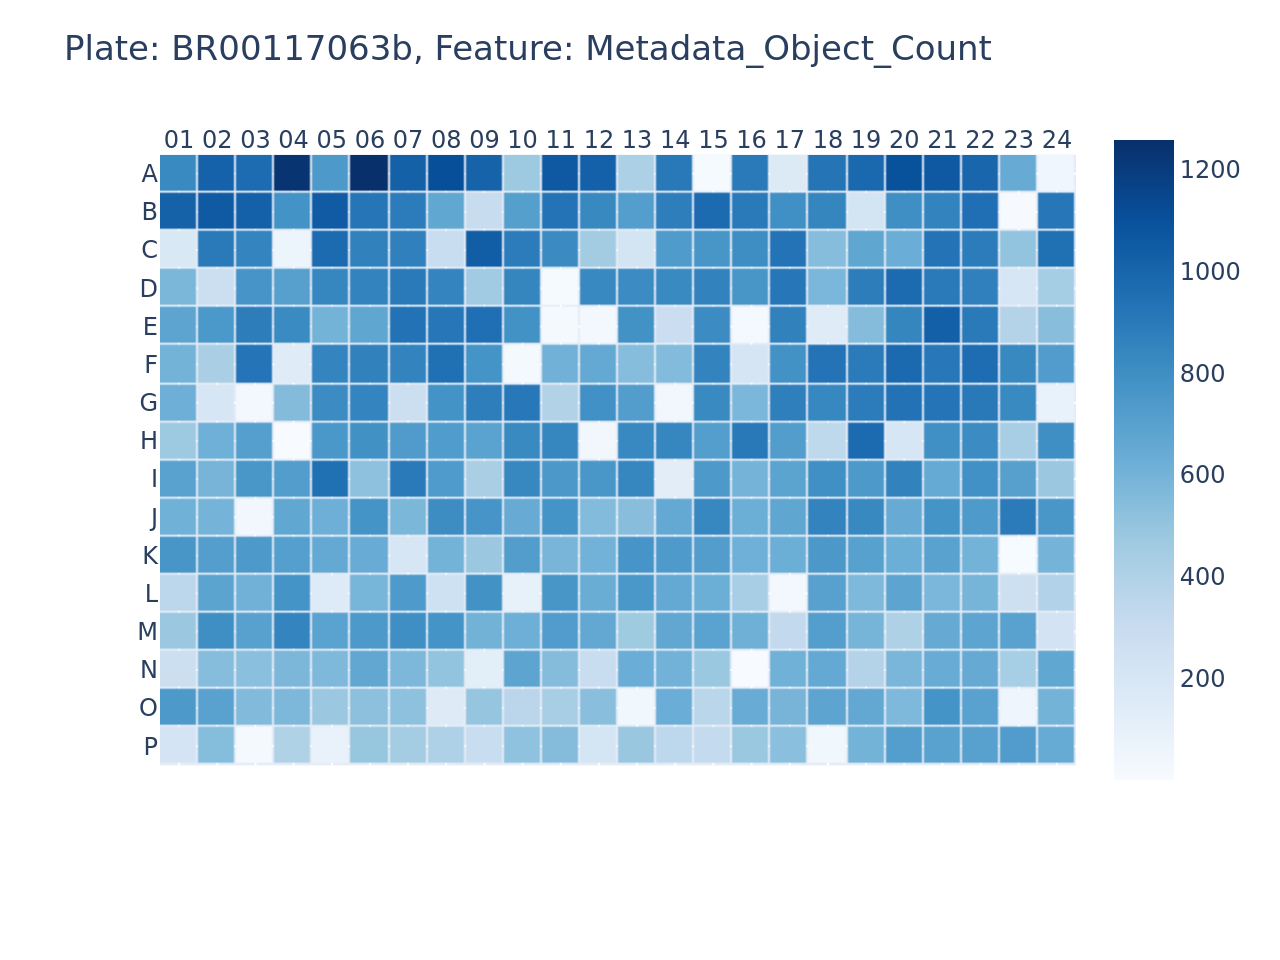 Plate: BR00117063b, Feature: Metadata_Object_Count
01 02 03 04 05 06 07 08 09 10 11 12 13 14 15 16 17 18 19 20 21 22 23 24
A
B
C
D
E
F
G
H
I
J
K
L
M
N
O
P
1200
1000
800
600
400
200